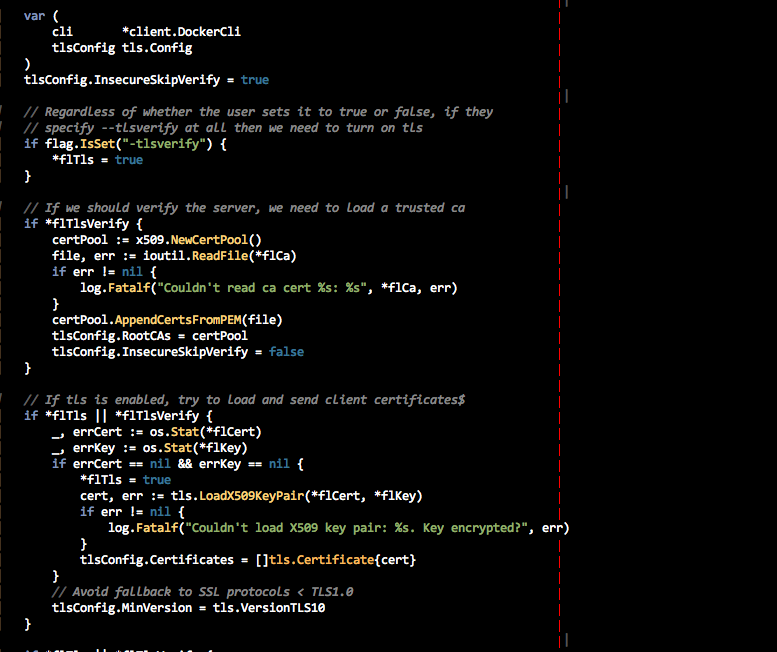 var (
cli *client.DockerCli
tlsConfig tls.Config
)
tlsConfig.InsecureSkipVerify = true
// Regardless of whether the user sets it to true or false, if they
// specify --tlsverify at all then we need to turn on tls
if flag.IsSet("-tlsverify") {
*flTls = true
}
// If we should verify the server, we need to load a trusted ca
if *flTlsVerify {
certPool := x509.NewCertPool()
file, err := ioutil.ReadFile(*flCa)
if err != nil {
log.Fatalf("Couldn't read ca cert %s: %s", *flCa, err)
}
certPool.AppendCertsFromPEM(file)
tlsConfig.RootCAs = certPool
tlsConfig.InsecureSkipVerify = false
}
// If tls is enabled, try to load and send client certificates$
if *flTls || *flTlsVerify {
_, errCert := os.Stat(*flCert)
_, errKey := os.Stat(*flKey)
if errCert == nil && errKey == nil {
*flTls = true
cert, err := tls.LoadX509KeyPair(*flCert, *flKey)
if err != nil {
log.Fatalf("Couldn't load X509 key pair: %s. Key encrypted?", err)
}
tlsConfig.Certificates = []tls.Certificate{cert}
}
// Avoid fallback to SSL protocols < TLS1.0
tlsConfig.MinVersion = tls.VersionTLS10
}